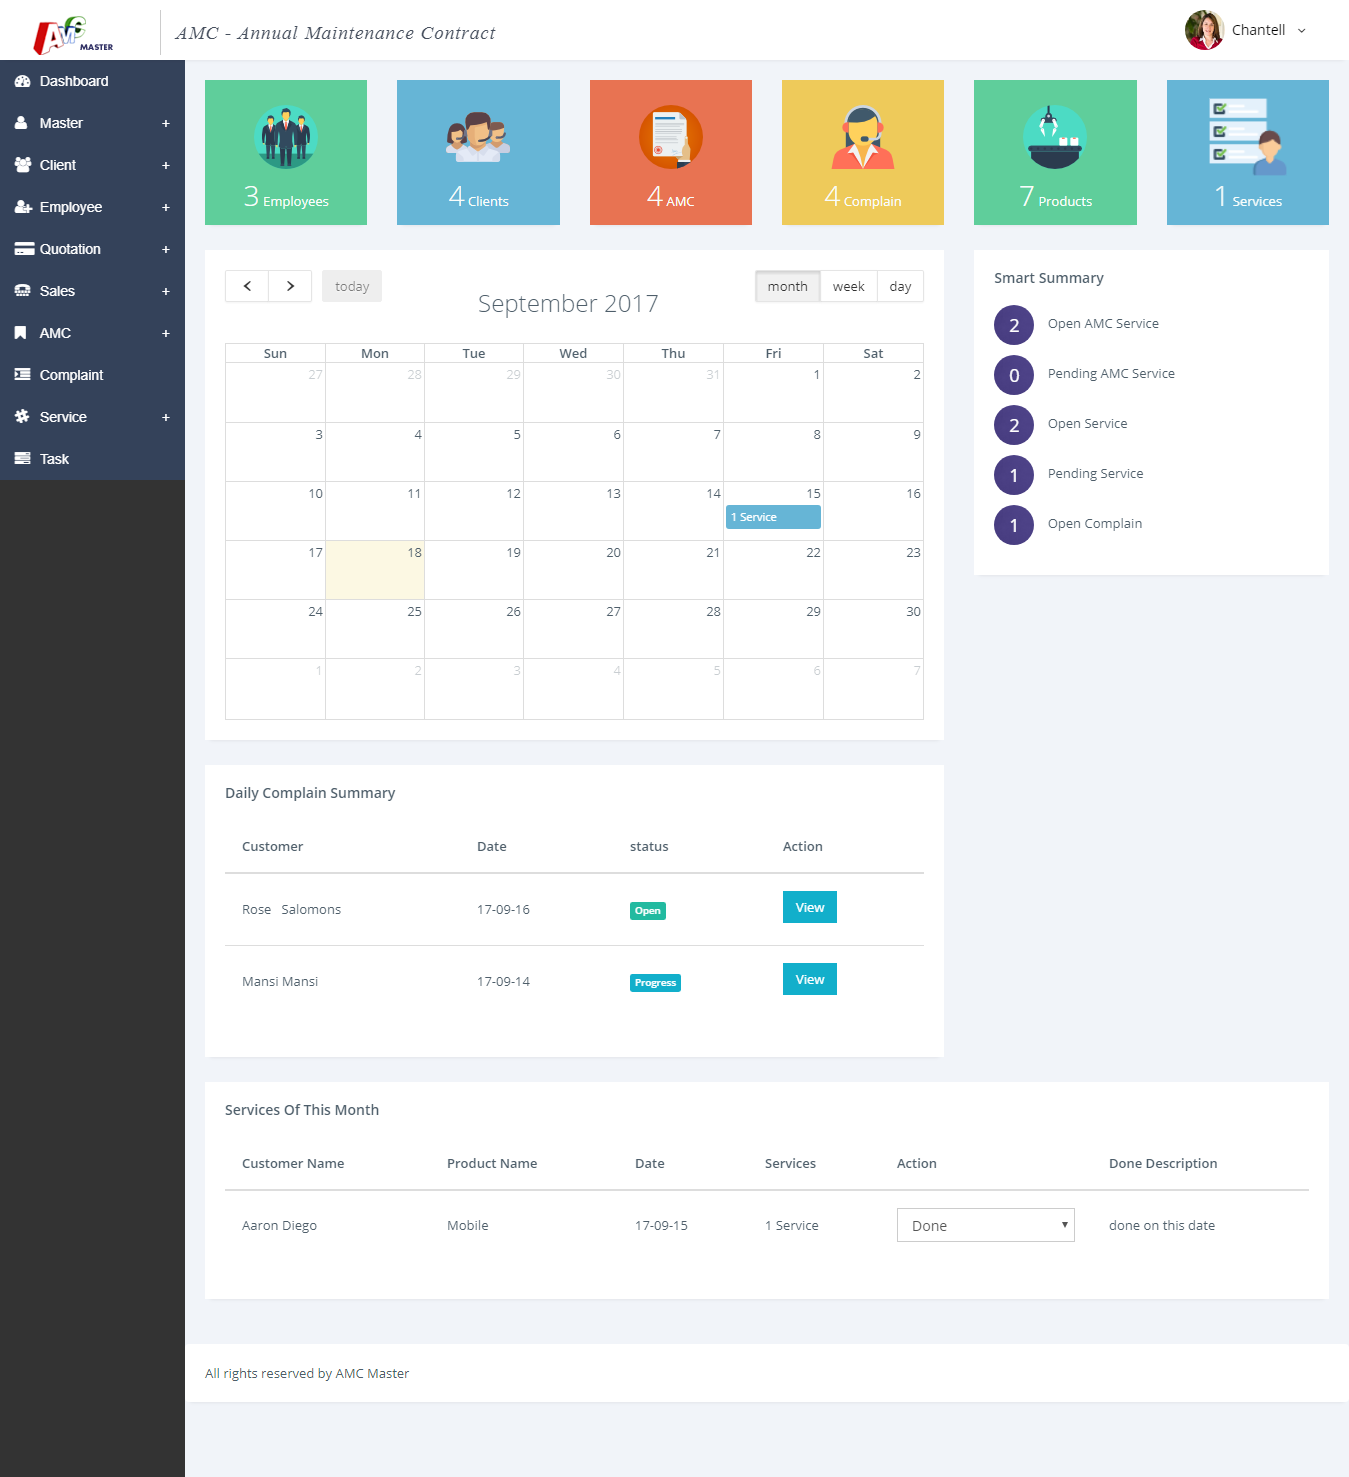 AMC MASTER
AMC - Annual Maintenance Contract
Chantell
Dashboard
Master +
Client +
Employee +
Quotation +
Sales +
AMC +
Complaint
Service +
Task
3 Employees
4 Clients
4 AMC
4 Complain
7 Products
1 Services
today
September 2017
month week day
Sun Mon Tue Wed Thu Fri Sat
27 28 29 30 31 1 2
3 4 5 6 7 8 9
10 11 12 13 14 15 16
1 Service
17 18 19 20 21 22 23
24 25 26 27 28 29 30
1 2 3 4 5 6 7
Smart Summary
2 Open AMC Service
0 Pending AMC Service
2 Open Service
1 Pending Service
1 Open Complain
Daily Complain Summary
Customer Date status Action
Rose Salomons 17-09-16 Open View
Mansi Mansi 17-09-14 Progress View
Services Of This Month
Customer Name Product Name Date Services Action Done Description
Aaron Diego Mobile 17-09-15 1 Service Done done on this date
All rights reserved by AMC Master